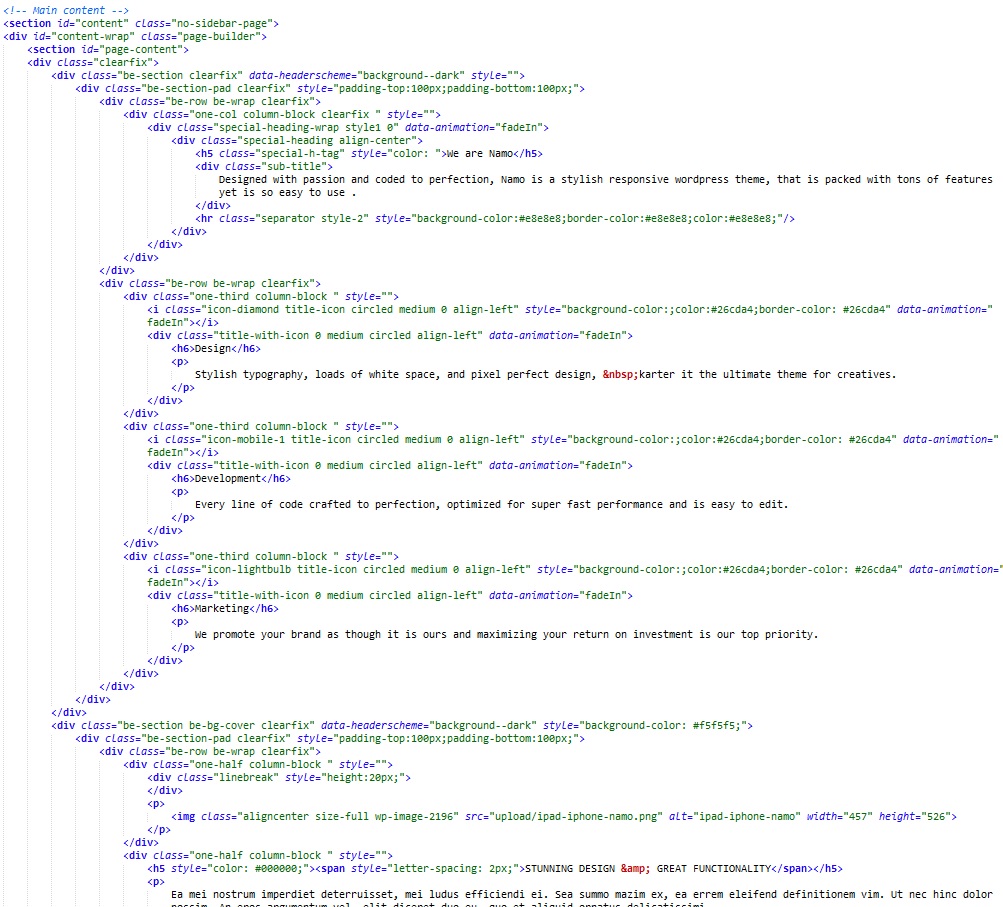 <!-- Main content -->
<section id="content" class="no-sidebar-page">
<div id="content-wrap" class="page-builder">
<section id="page-content">
<div class="clearfix">
<div class="be-section clearfix" data-headerscheme="background--dark" style="">
<div class="be-section-pad clearfix" style="padding-top:100px;padding-bottom:100px;">
<div class="be-row be-wrap clearfix">
<div class="one-col column-block clearfix " style="">
<div class="special-heading-wrap style1 0" data-animation="fadeIn">
<div class="special-heading align-center">
<h5 class="special-h-tag" style="color: ">We are Namo</h5>
<div class="sub-title">
Designed with passion and coded to perfection, Namo is a stylish responsive wordpress theme, that is packed with tons of features
yet is so easy to use .
</div>
<hr class="separator style-2" style="background-color:#e8e8e8;border-color:#e8e8e8;color:#e8e8e8;"/>
</div>
</div>
</div>
</div>
<div class="be-row be-wrap clearfix">
<div class="one-third column-block " style="">
<i class="icon-diamond title-icon circled medium 0 align-left" style="background-color:;color:#26cda4;border-color: #26cda4" data-animation="
fadeIn"></i>
<div class="title-with-icon 0 medium circled align-left" data-animation="fadeIn">
<h6>Design</h6>
<p>
Stylish typography, loads of white space, and pixel perfect design, &nbsp;karter it the ultimate theme for creatives.
</p>
</div>
</div>
<div class="one-third column-block " style="">
<i class="icon-mobile-1 title-icon circled medium 0 align-left" style="background-color:;color:#26cda4;border-color: #26cda4" data-animation="
fadeIn"></i>
<div class="title-with-icon 0 medium circled align-left" data-animation="fadeIn">
<h6>Development</h6>
<p>
Every line of code crafted to perfection, optimized for super fast performance and is easy to edit.
</p>
</div>
</div>
<div class="one-third column-block " style="">
<i class="icon-lightbulb title-icon circled medium 0 align-left" style="background-color:;color:#26cda4;border-color: #26cda4" data-animation="
fadeIn"></i>
<div class="title-with-icon 0 medium circled align-left" data-animation="fadeIn">
<h6>Marketing</h6>
<p>
We promote your brand as though it is ours and maximizing your return on investment is our top priority.
</p>
</div>
</div>
</div>
</div>
</div>
<div class="be-section be-bg-cover clearfix" data-headerscheme="background--dark" style="background-color: #f5f5f5;">
<div class="be-section-pad clearfix" style="padding-top:100px;padding-bottom:100px;">
<div class="be-row be-wrap clearfix">
<div class="one-half column-block " style="">
<div class="linebreak" style="height:20px;">
</div>
<p>
<img class="aligncenter size-full wp-image-2196" src="upload/ipad-iphone-namo.png" alt="ipad-iphone-namo" width="457" height="526">
</p>
</div>
<div class="one-half column-block " style="">
<h5 style="color: #000000;"><span style="letter-spacing: 2px;">STUNNING DESIGN &amp; GREAT FUNCTIONALITY</span></h5>
<p>
Ea mei nostrum imperdiet deterruisset, mei ludus efficiendi ei. Sea summo mazim ex, ea errem eleifend definitionem vim. Ut nec hinc dolor